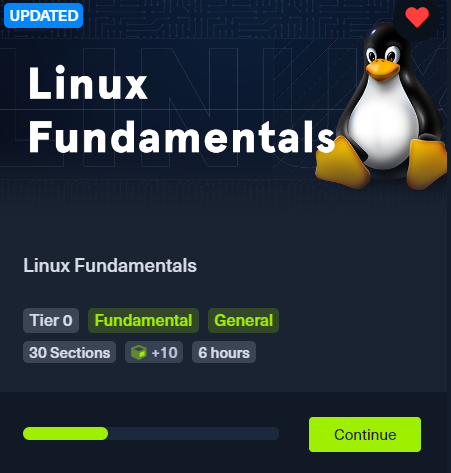 UPDATED
Linux
Fundamentals
Linux Fundamentals
Tier 0 Fundamental General
30 Sections +10 6 hours
Continue